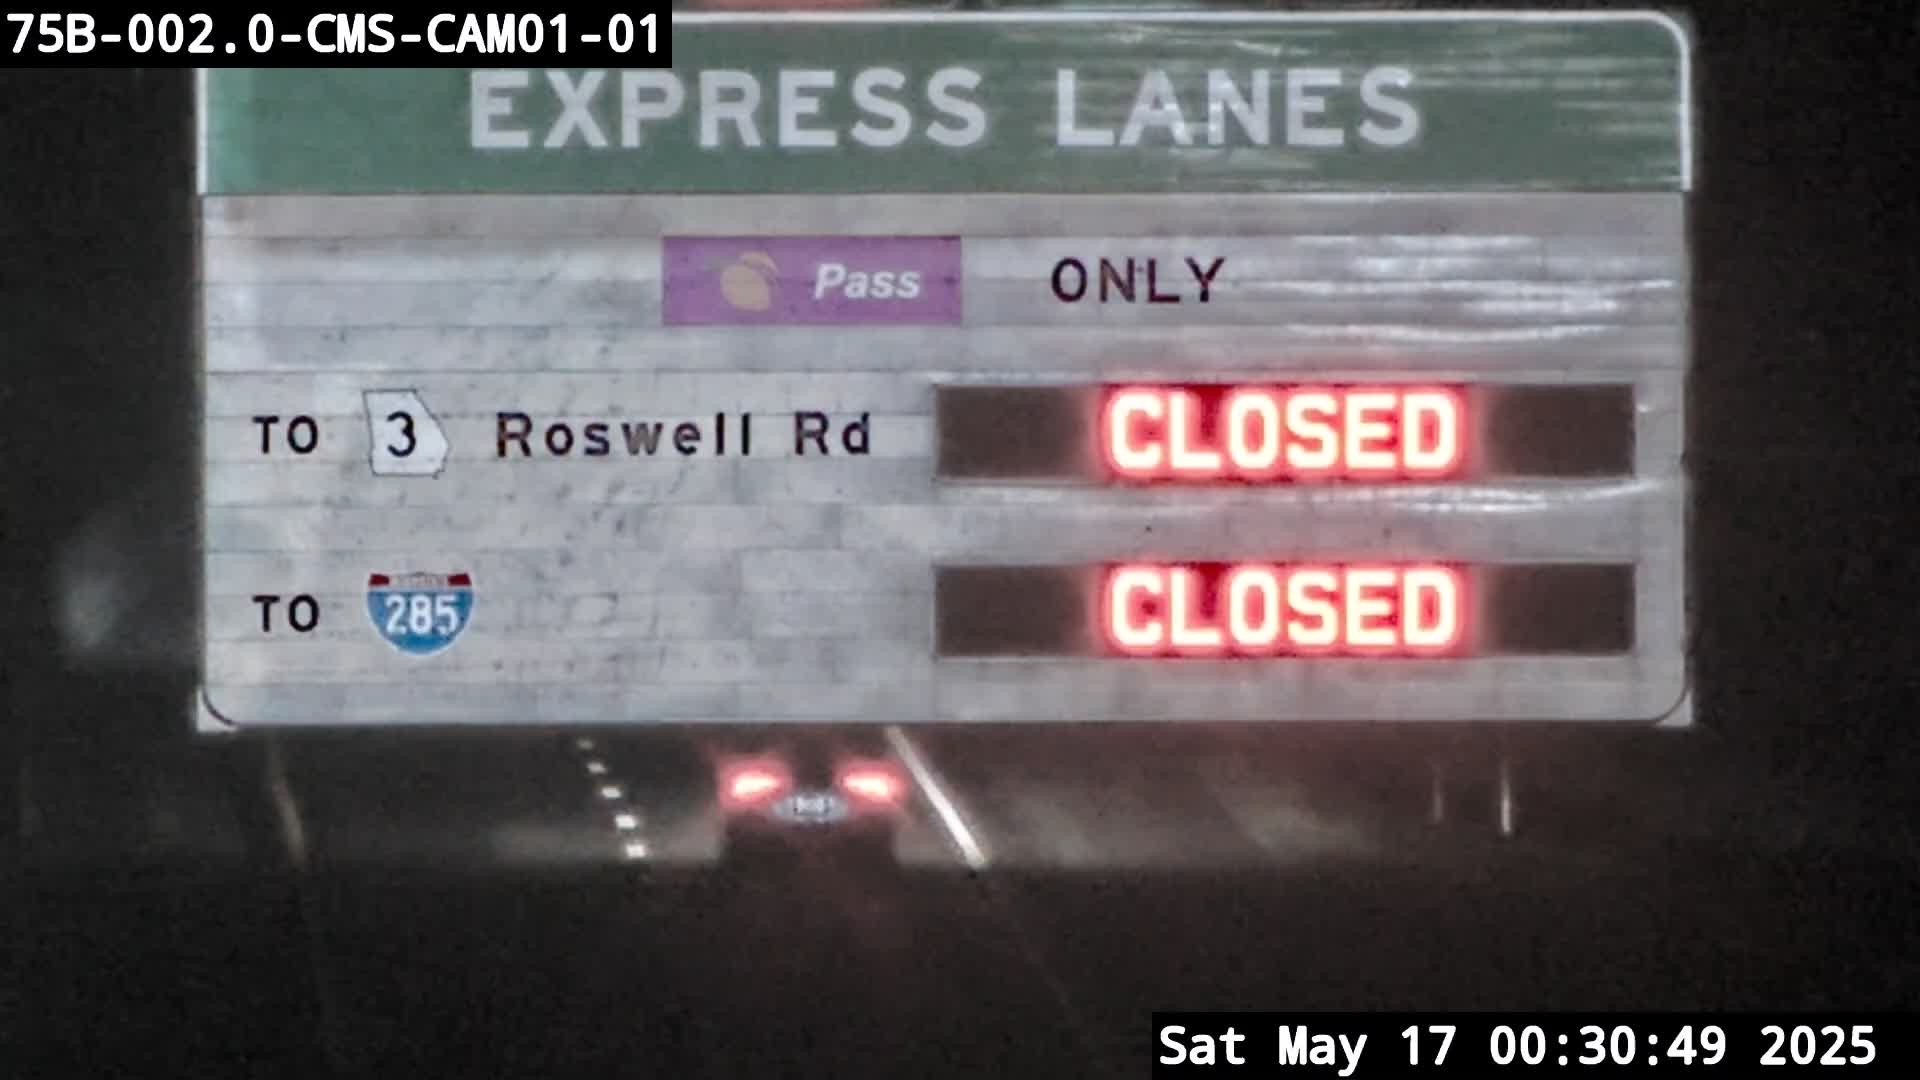 75B-002.0-CMS-CAM01-01
EXPRESS LANES
Pass ONLY
TO 3 Roswell Rd CLOSED
TO 285 CLOSED
Sat May 17 00:30:49 2025